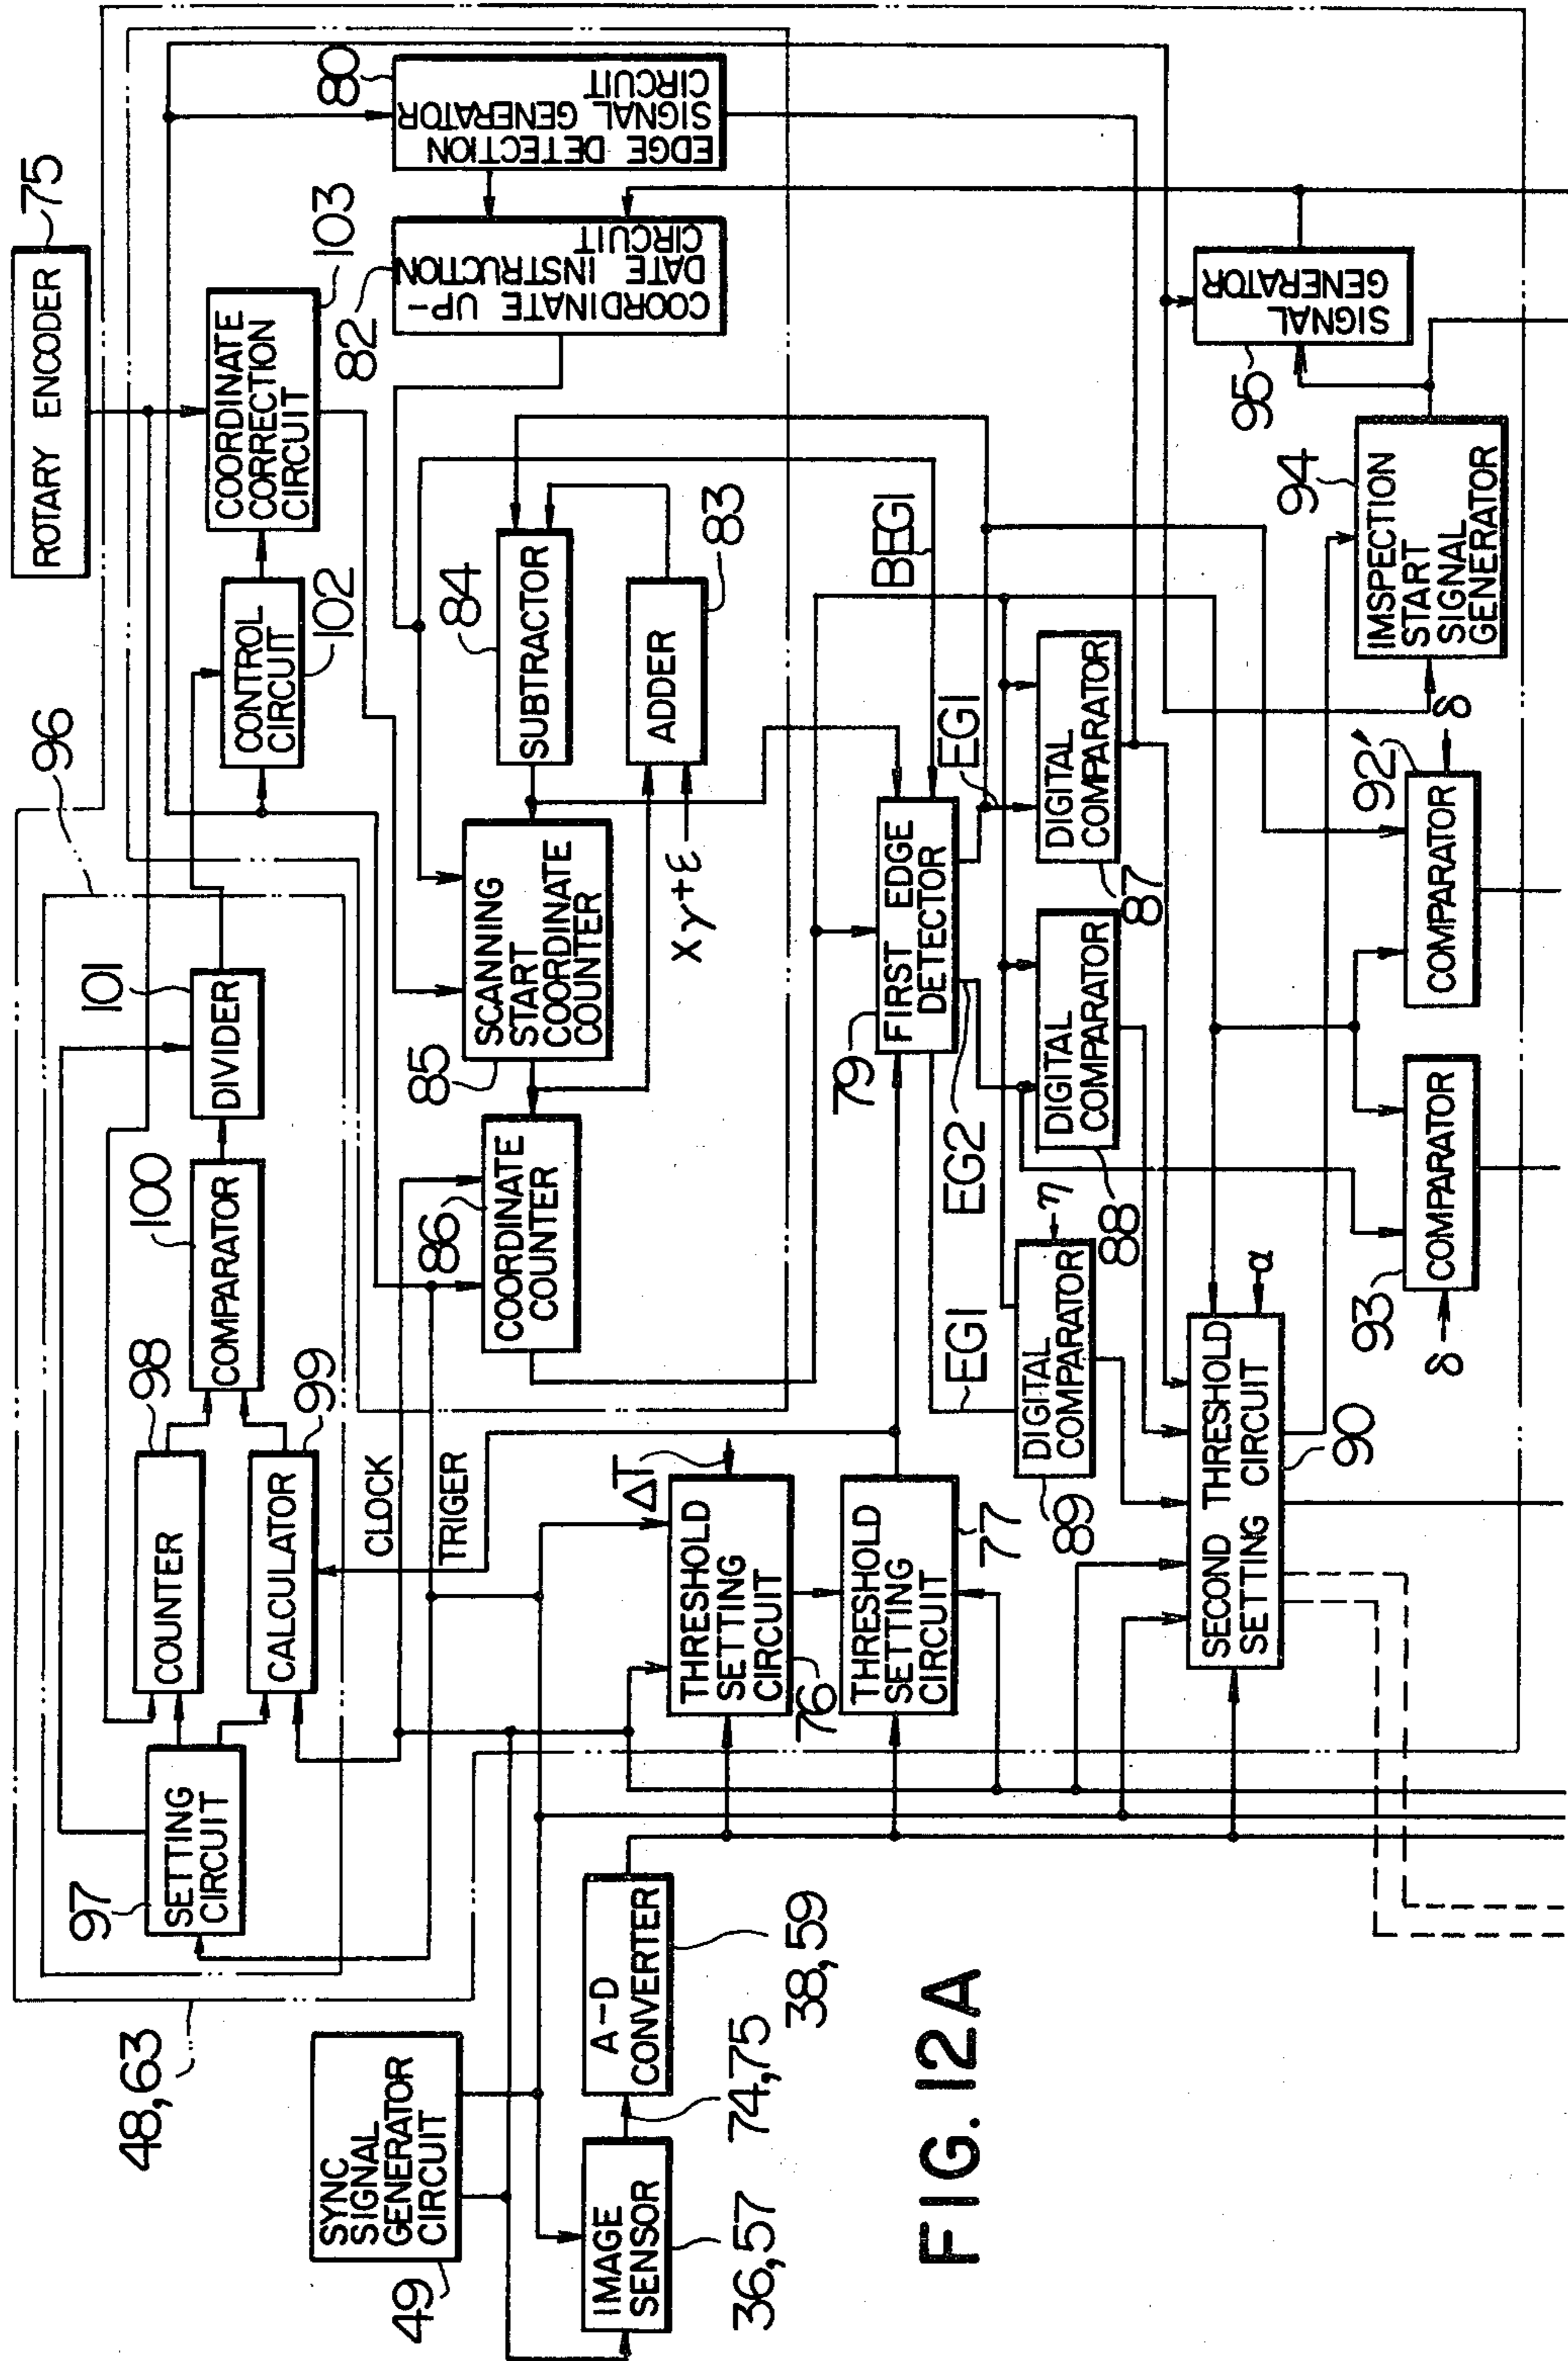 ROTARY ENCODER
75
96
48,63
97
SETTING
CIRCUIT
98
COUNTER
99
CALCULATOR
100
COMPARATOR
101
DIVIDER
CONTROL
CIRCUIT
102
COORDINATE
CORRECTION
CIRCUIT
103
EDGE DETECTION
SIGNAL GENERATOR
CIRCUIT
80
COORDINATE UP-
DATE INSTRUCTION
CIRCUIT
82
CLOCK
TRIGER
86
COORDINATE
COUNTER
85
SCANNING
START
COORDINATE
COUNTER
84
SUBTRACTOR
ADDER
83
Xγ+ε
SYNC
SIGNAL
GENERATOR
CIRCUIT
49
IMAGE
SENSOR
36,57
74,75
A-D
CONVERTER
38,59
THRESHOLD
SETTING
CIRCUIT
76
ΔT
THRESHOLD
SETTING
CIRCUIT
77
79
FIRST EDGE
DETECTOR
BEG1
EG1
EG2
EG1
DIGITAL
COMPARATOR
89
η
DIGITAL
COMPARATOR
88
DIGITAL
COMPARATOR
87
SECOND THRESHOLD
SETTING CIRCUIT
90
α
93
COMPARATOR
δ
92'
COMPARATOR
δ
94
IMSPECTION
START
SIGNAL
GENERATOR
95
SIGNAL
GENERATOR
FIG. 12A